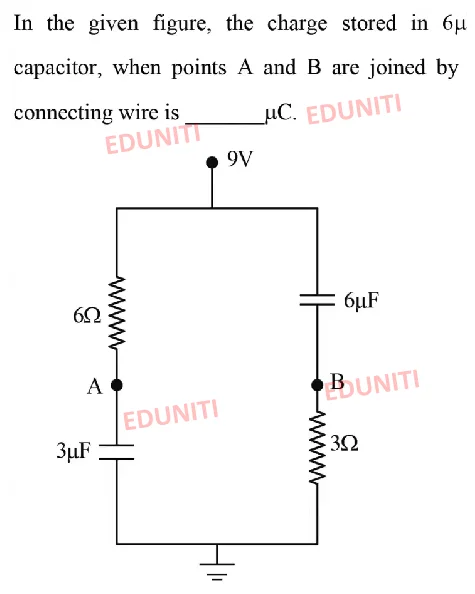 In the given figure, the charge stored in 6μ
capacitor, when points A and B are joined by
connecting wire is ________μC.
EDUNITI
EDUNITI
9V
6Ω
6μF
A
B
EDUNITI
EDUNITI
3μF
3Ω